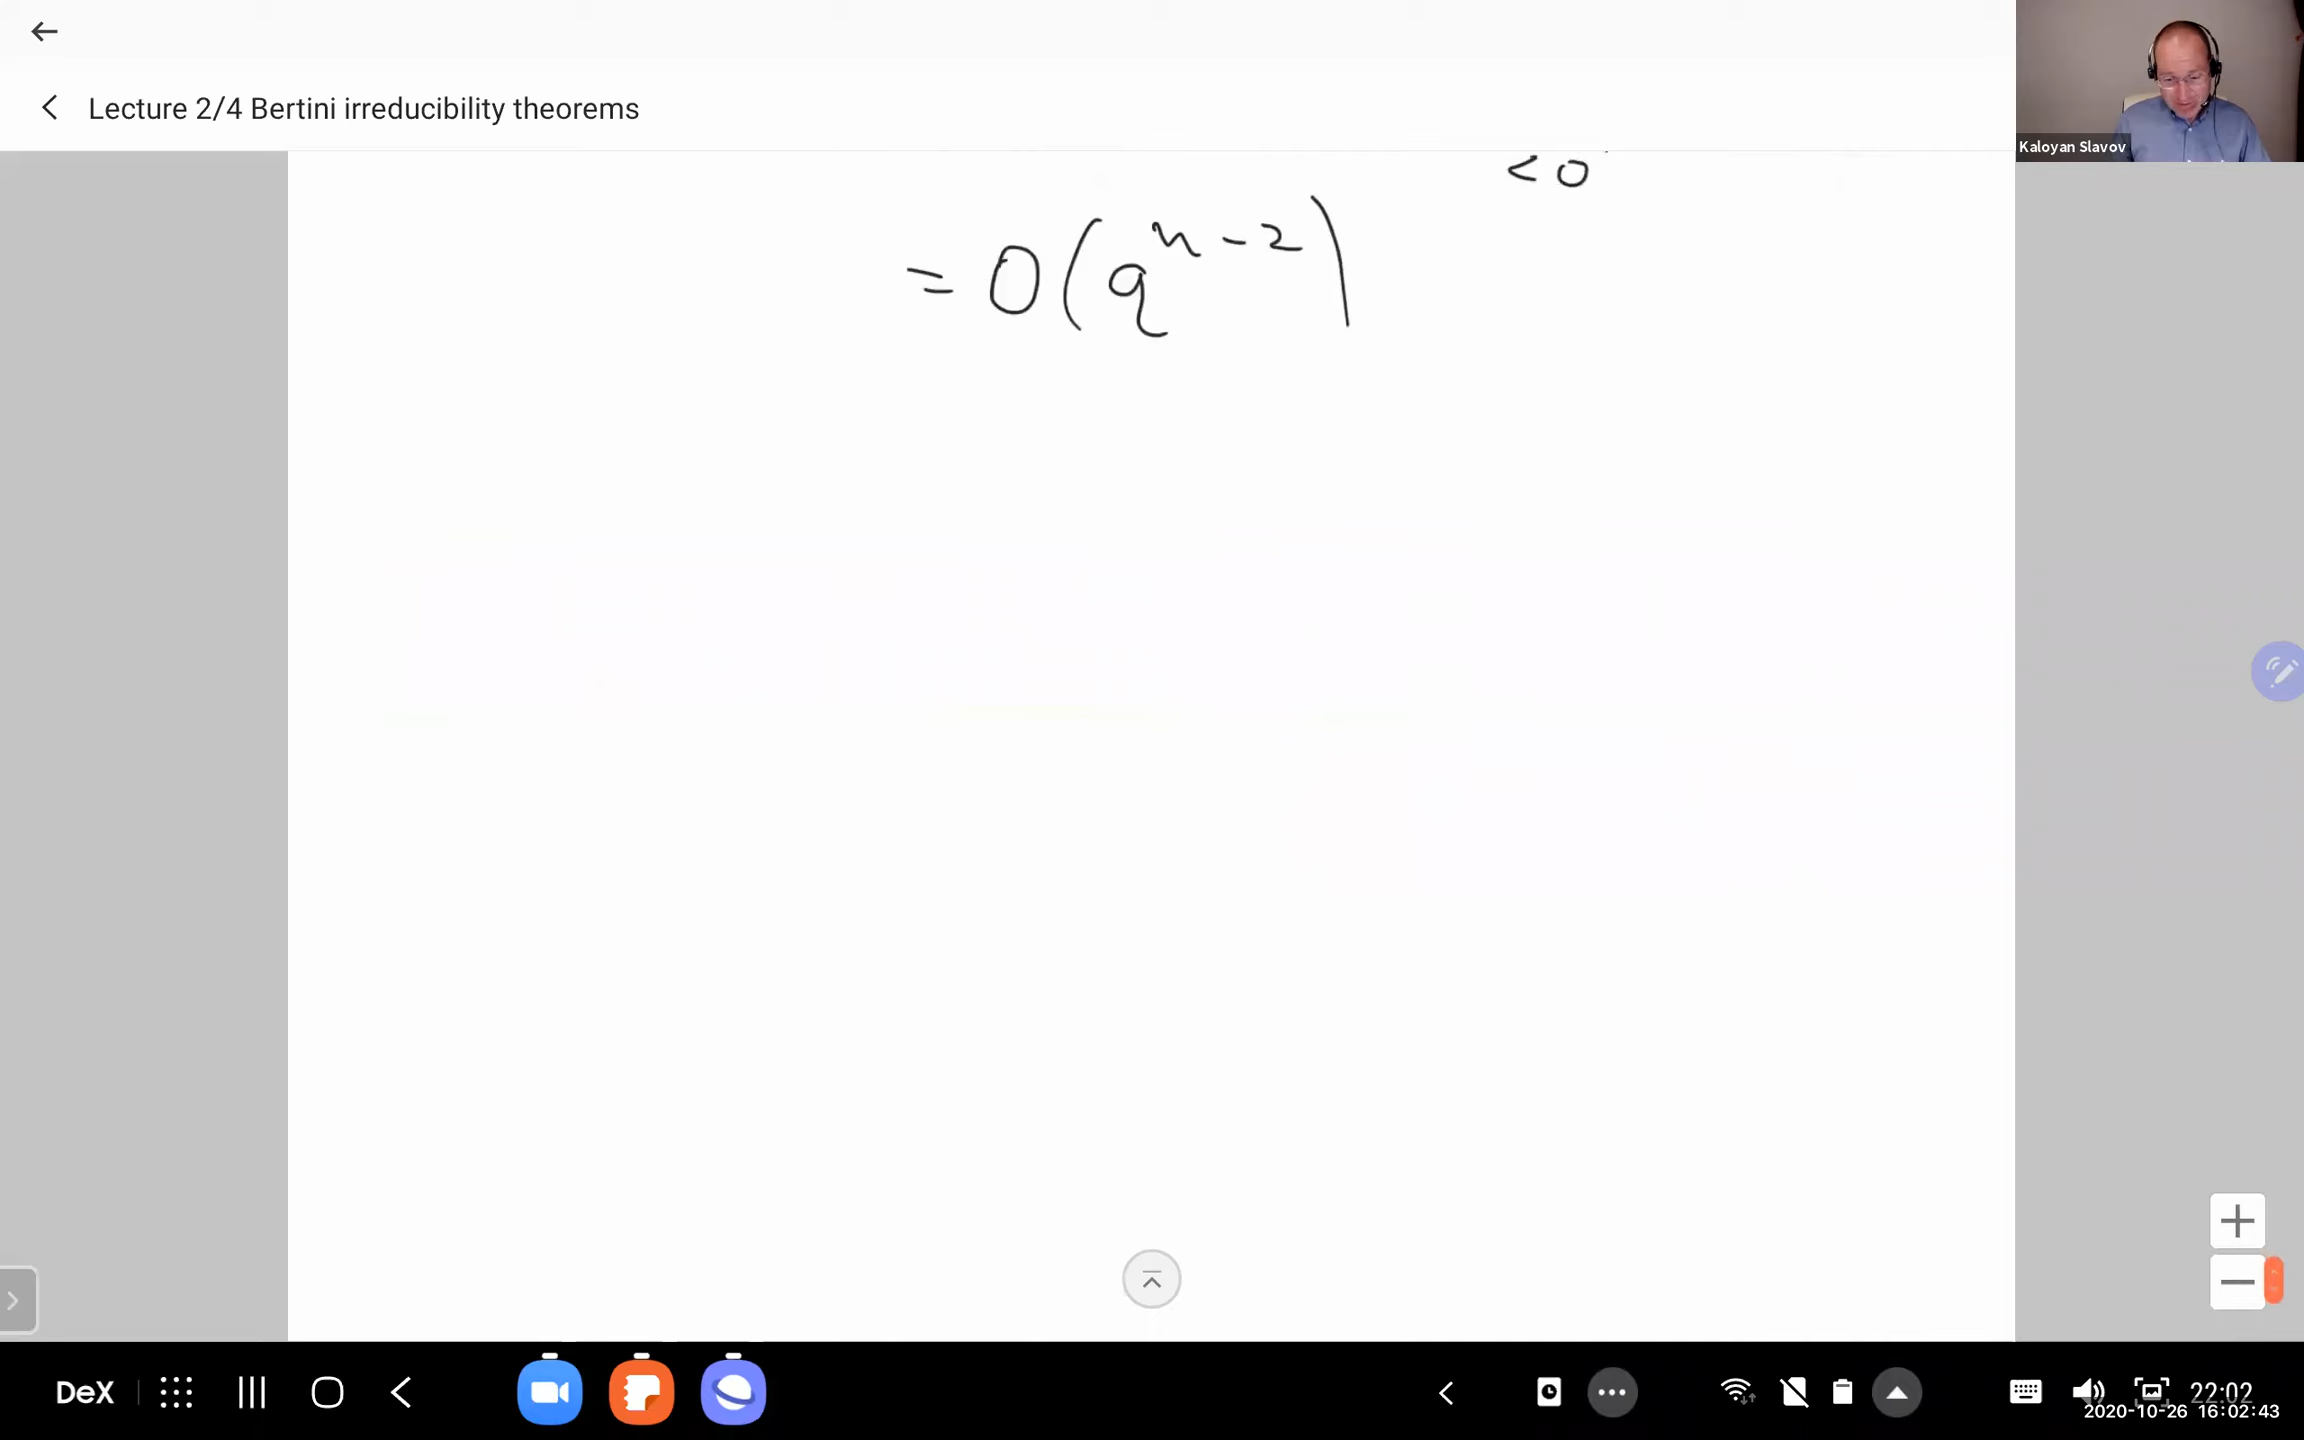 Lecture 2/4 Bertini irreducibility theorems
Kaloyan Slavov
< 0
= O(q^{n-2})
DeX
22:02
2020-10-26 16:02:43